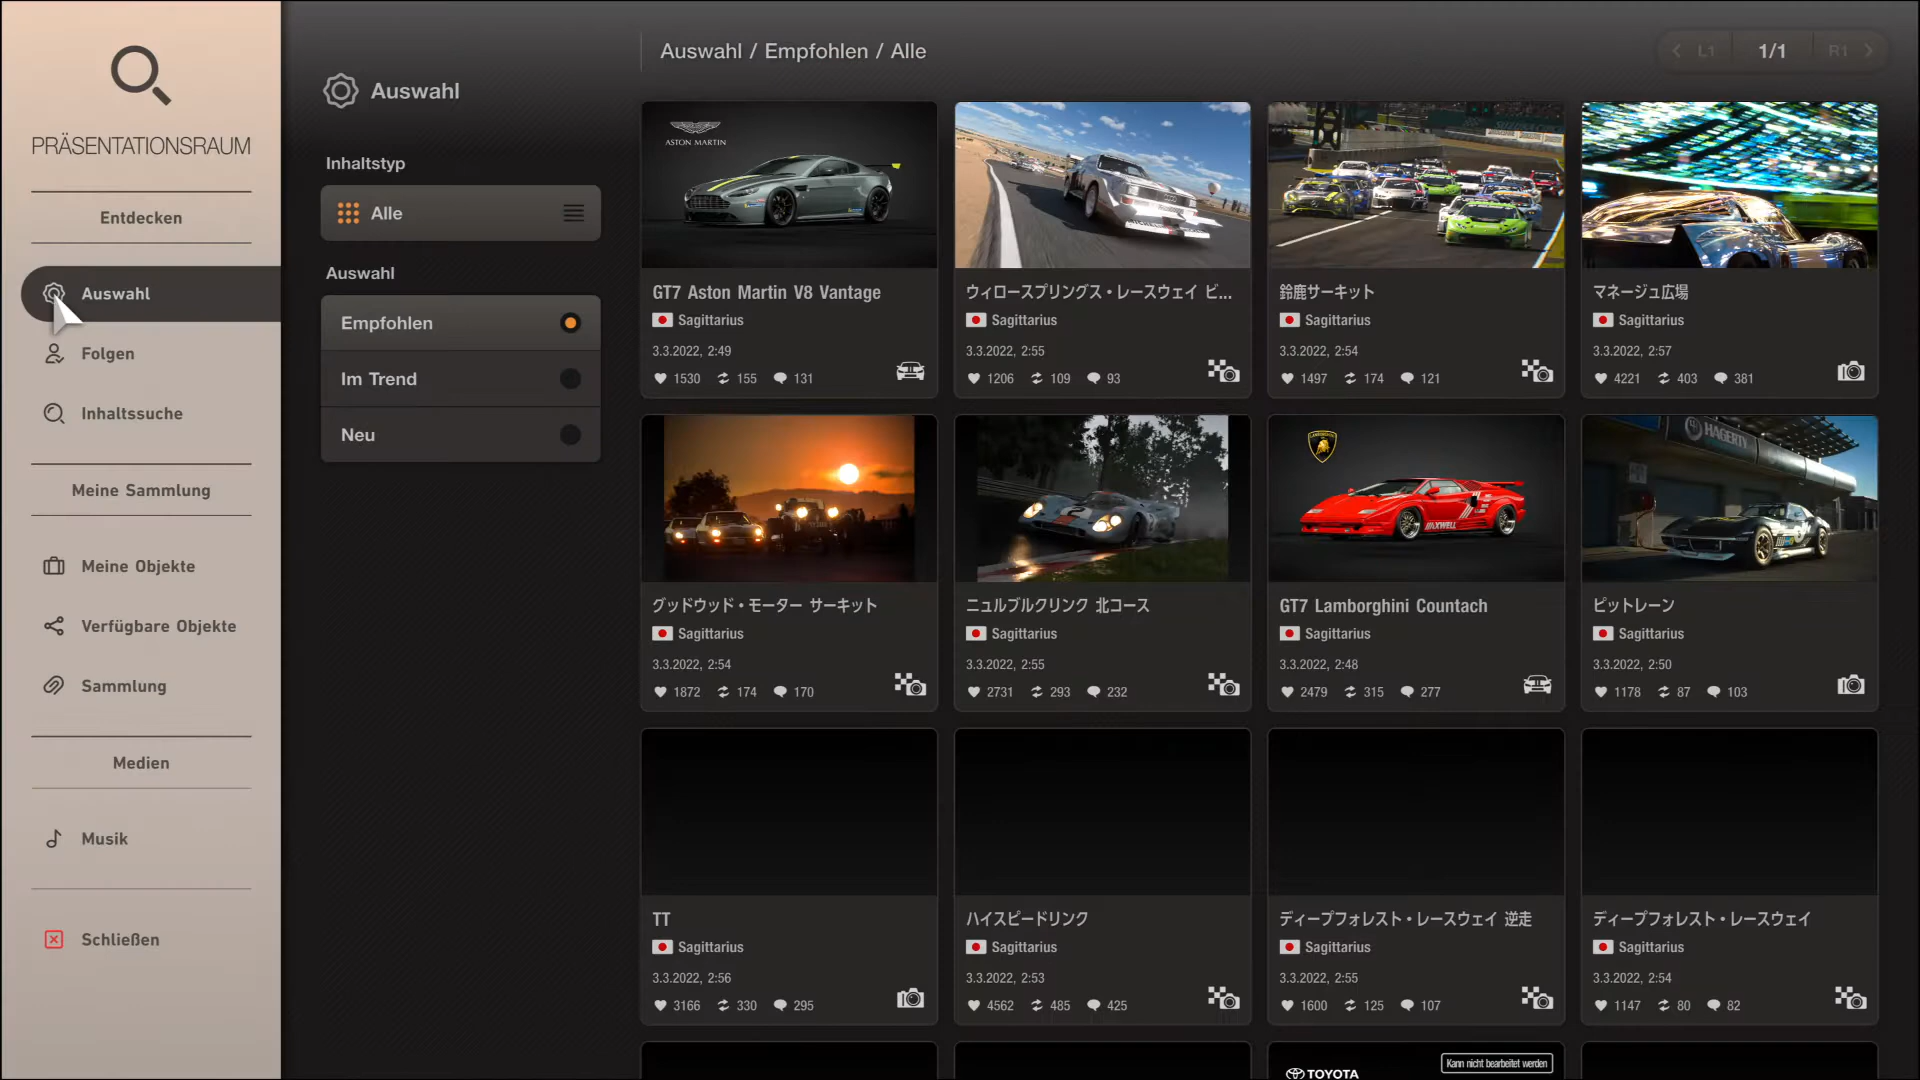 PRÄSENTATIONSRAUM
Entdecken
Auswahl
Folgen
Inhaltssuche
Meine Sammlung
Meine Objekte
Verfügbare Objekte
Sammlung
Medien
Musik
Schließen
Auswahl
Inhaltstyp
Alle
Auswahl
Empfohlen
Im Trend
Neu
Auswahl / Empfohlen / Alle
L1 1/1 R1
ASTON MARTIN
GT7 Aston Martin V8 Vantage
Sagittarius
3.3.2022, 2:49
1530 155 131
ウィロースプリングス・レースウェイ ビ...
Sagittarius
3.3.2022, 2:55
1206 109 93
鈴鹿サーキット
Sagittarius
3.3.2022, 2:54
1497 174 121
マネージュ広場
Sagittarius
3.3.2022, 2:57
4221 403 381
グッドウッド・モーター サーキット
Sagittarius
3.3.2022, 2:54
1872 174 170
2
ニュルブルクリンク 北コース
Sagittarius
3.3.2022, 2:55
2731 293 232
LAMBORGHINI
MAXWELL
GT7 Lamborghini Countach
Sagittarius
3.3.2022, 2:48
2479 315 277
HAGERTY
ピットレーン
Sagittarius
3.3.2022, 2:50
1178 87 103
TT
Sagittarius
3.3.2022, 2:56
3166 330 295
ハイスピードリンク
Sagittarius
3.3.2022, 2:53
4562 485 425
ディープフォレスト・レースウェイ 逆走
Sagittarius
3.3.2022, 2:55
1600 125 107
ディープフォレスト・レースウェイ
Sagittarius
3.3.2022, 2:54
1147 80 82
Kann nicht bearbeitet werden
TOYOTA